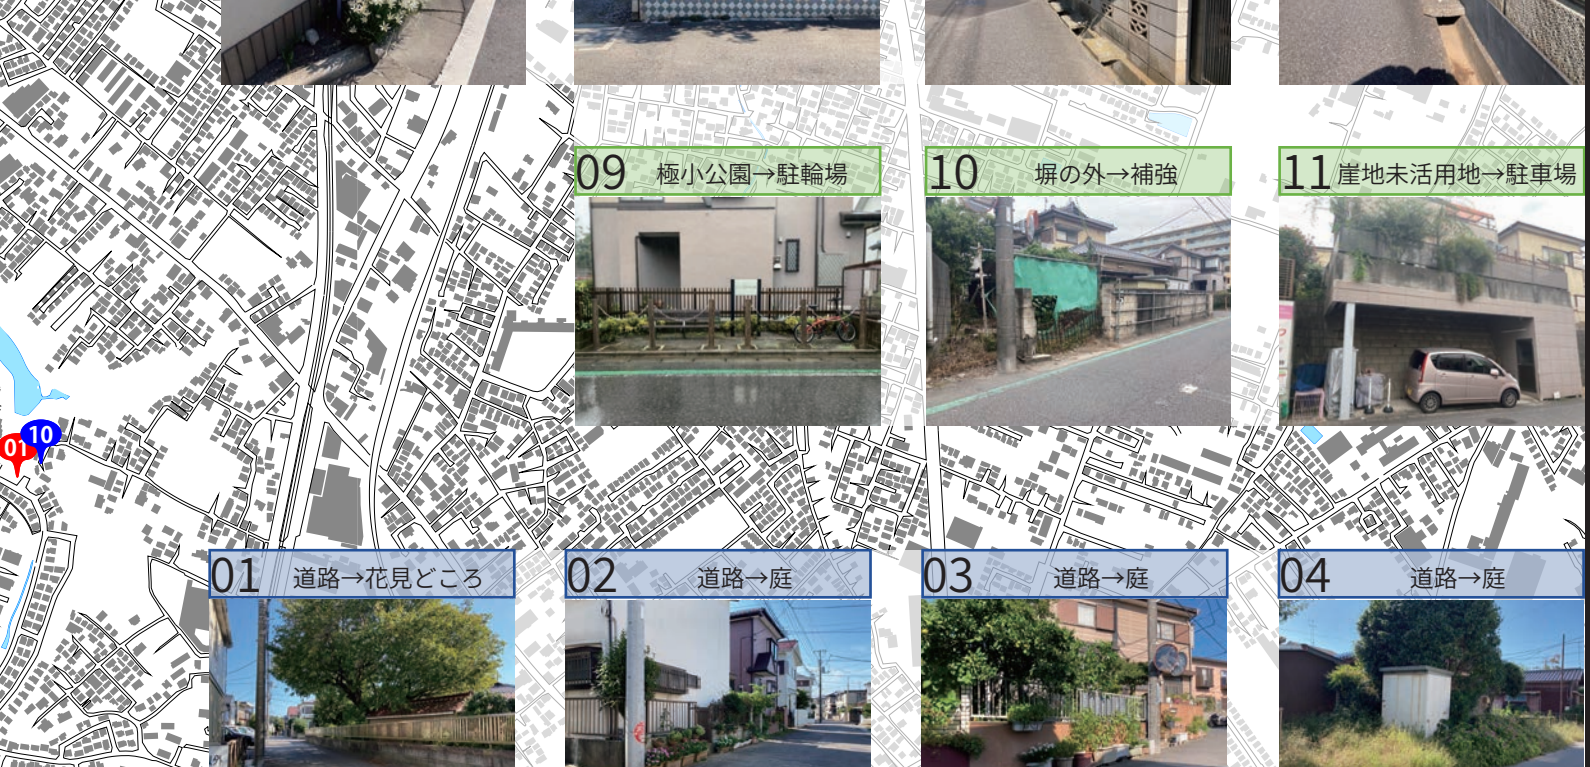 09 極小公園→駐輪場
10 塀の外→補強
11 崖地未活用地→駐車場
10
01
01 道路→花見どころ
02 道路→庭
03 道路→庭
04 道路→庭